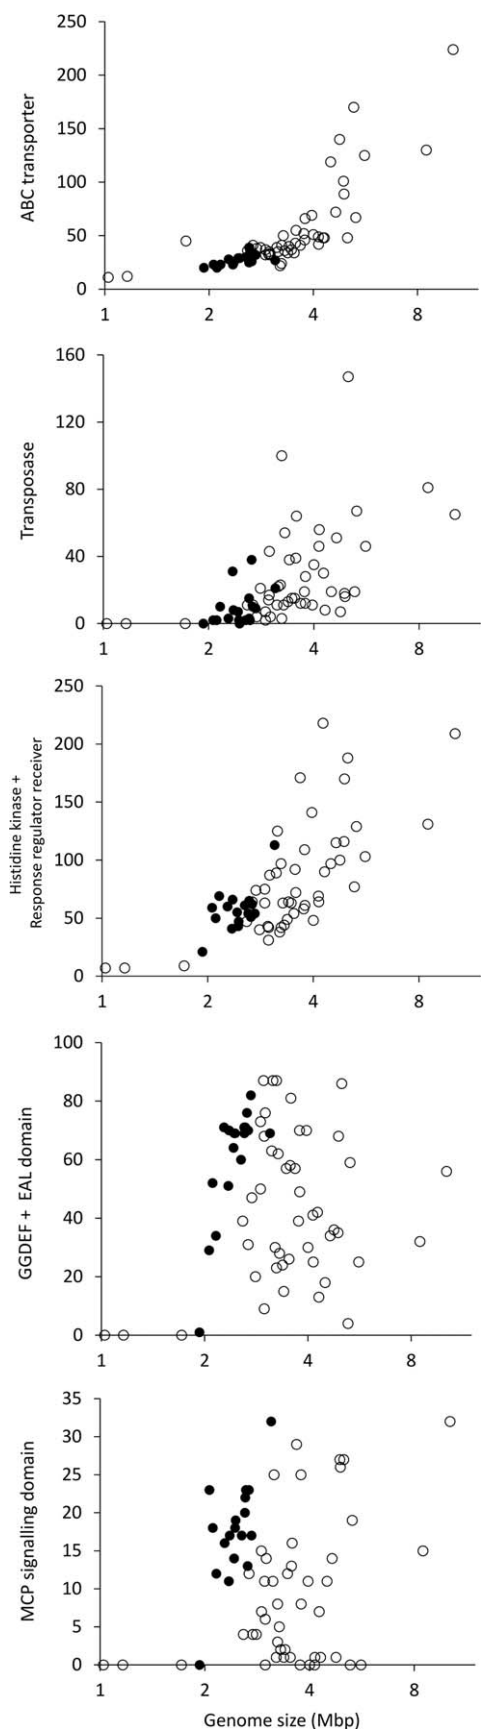 250
200
150
100
50
0
ABC transporter
1 2 4 8
160
120
80
40
0
Transposase
1 2 4 8
250
200
150
100
50
0
Histidine kinase +
Response regulator receiver
1 2 4 8
100
80
60
40
20
0
GGDEF + EAL domain
1 2 4 8
35
30
25
20
15
10
5
0
MCP signalling domain
1 2 4 8
Genome size (Mbp)